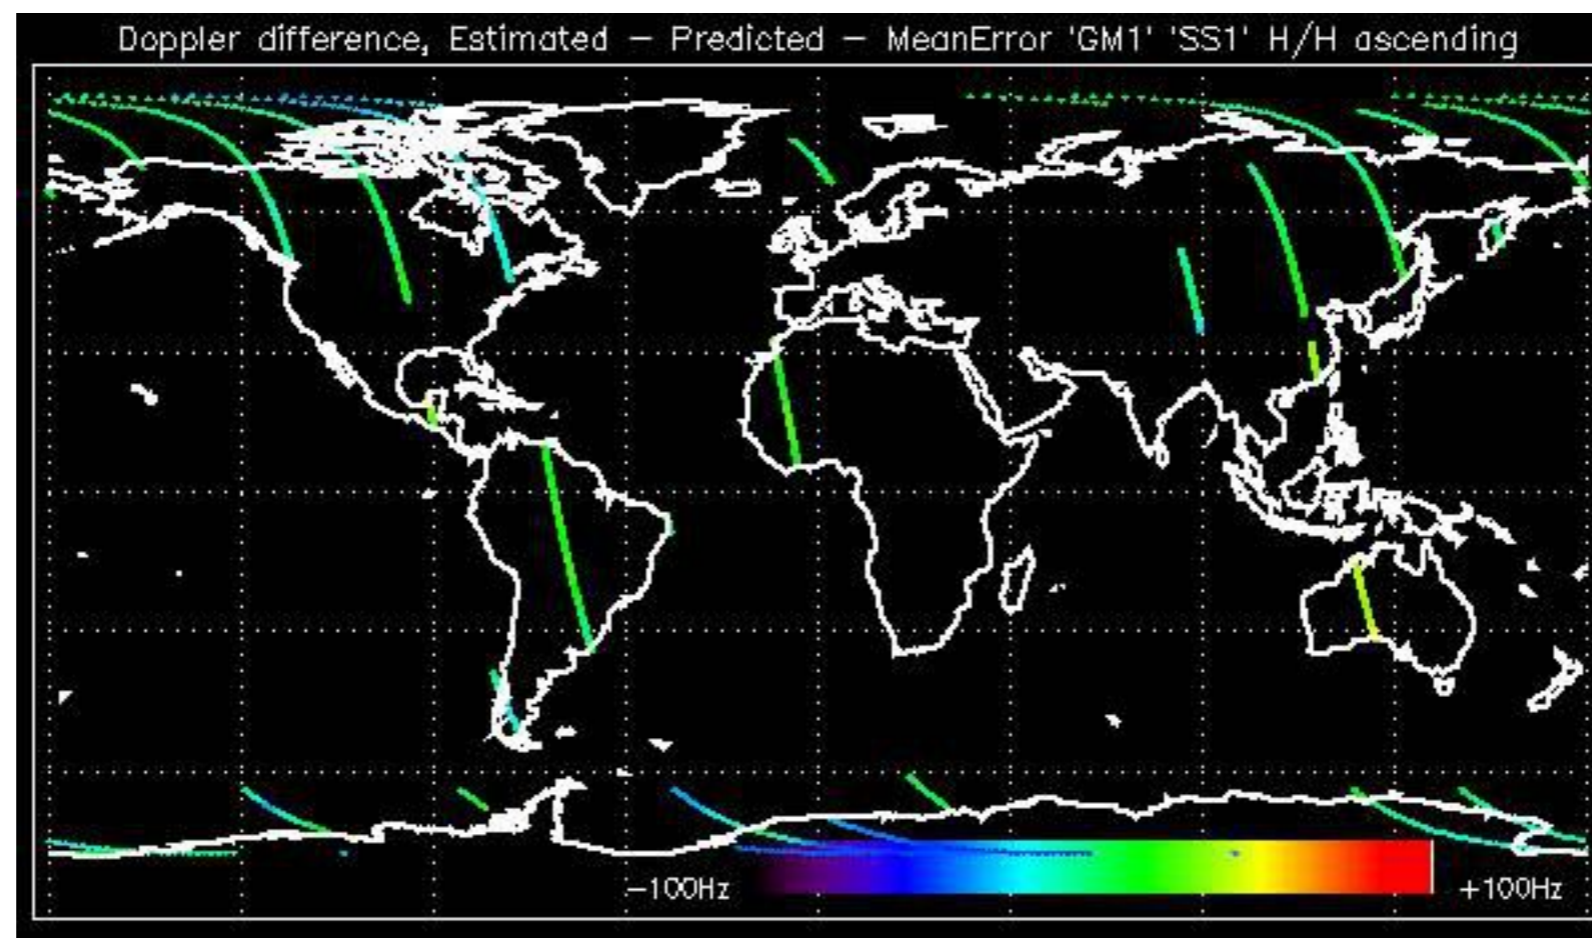 Doppler difference, Estimated − Predicted − MeanError 'GM1' 'SS1' H/H ascending
−100Hz
+100Hz